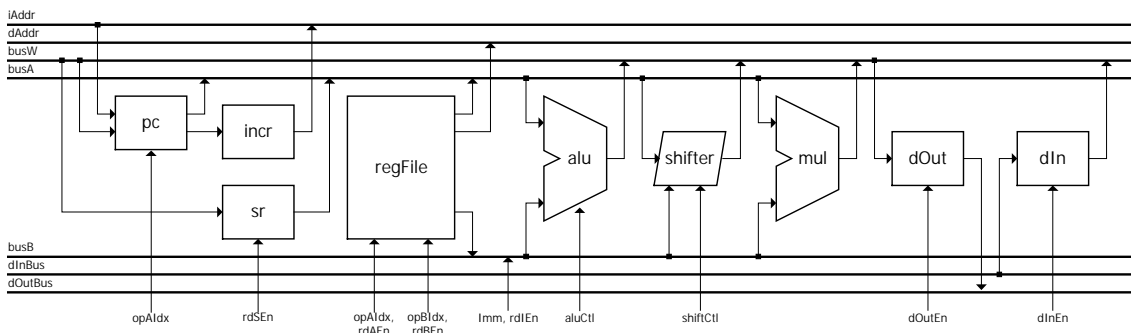 iAddr
dAddr
busW
busA
pc
incr
regFile
alu
shifter
mul
dOut
dIn
sr
busB
dInBus
dOutBus
opAIdx
rdSEn
opAIdx,
rdAEn
opBIdx,
rdBEn
Imm, rdIEn
aluCtl
shiftCtl
dOutEn
dInEn